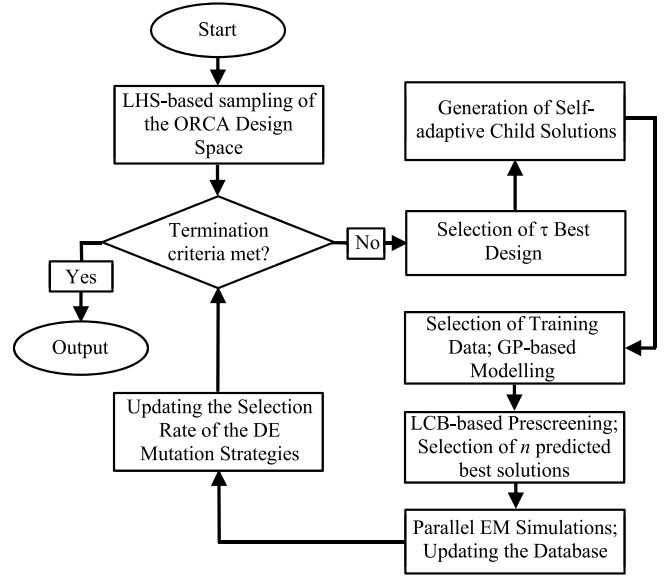 Start
LHS-based sampling of
the ORCA Design
Space
Termination
criteria met?
Yes
Output
No
Selection of τ Best
Design
Generation of Self-
adaptive Child Solutions
Selection of Training
Data; GP-based
Modelling
LCB-based Prescreening;
Selection of n predicted
best solutions
Parallel EM Simulations;
Updating the Database
Updating the Selection
Rate of the DE
Mutation Strategies